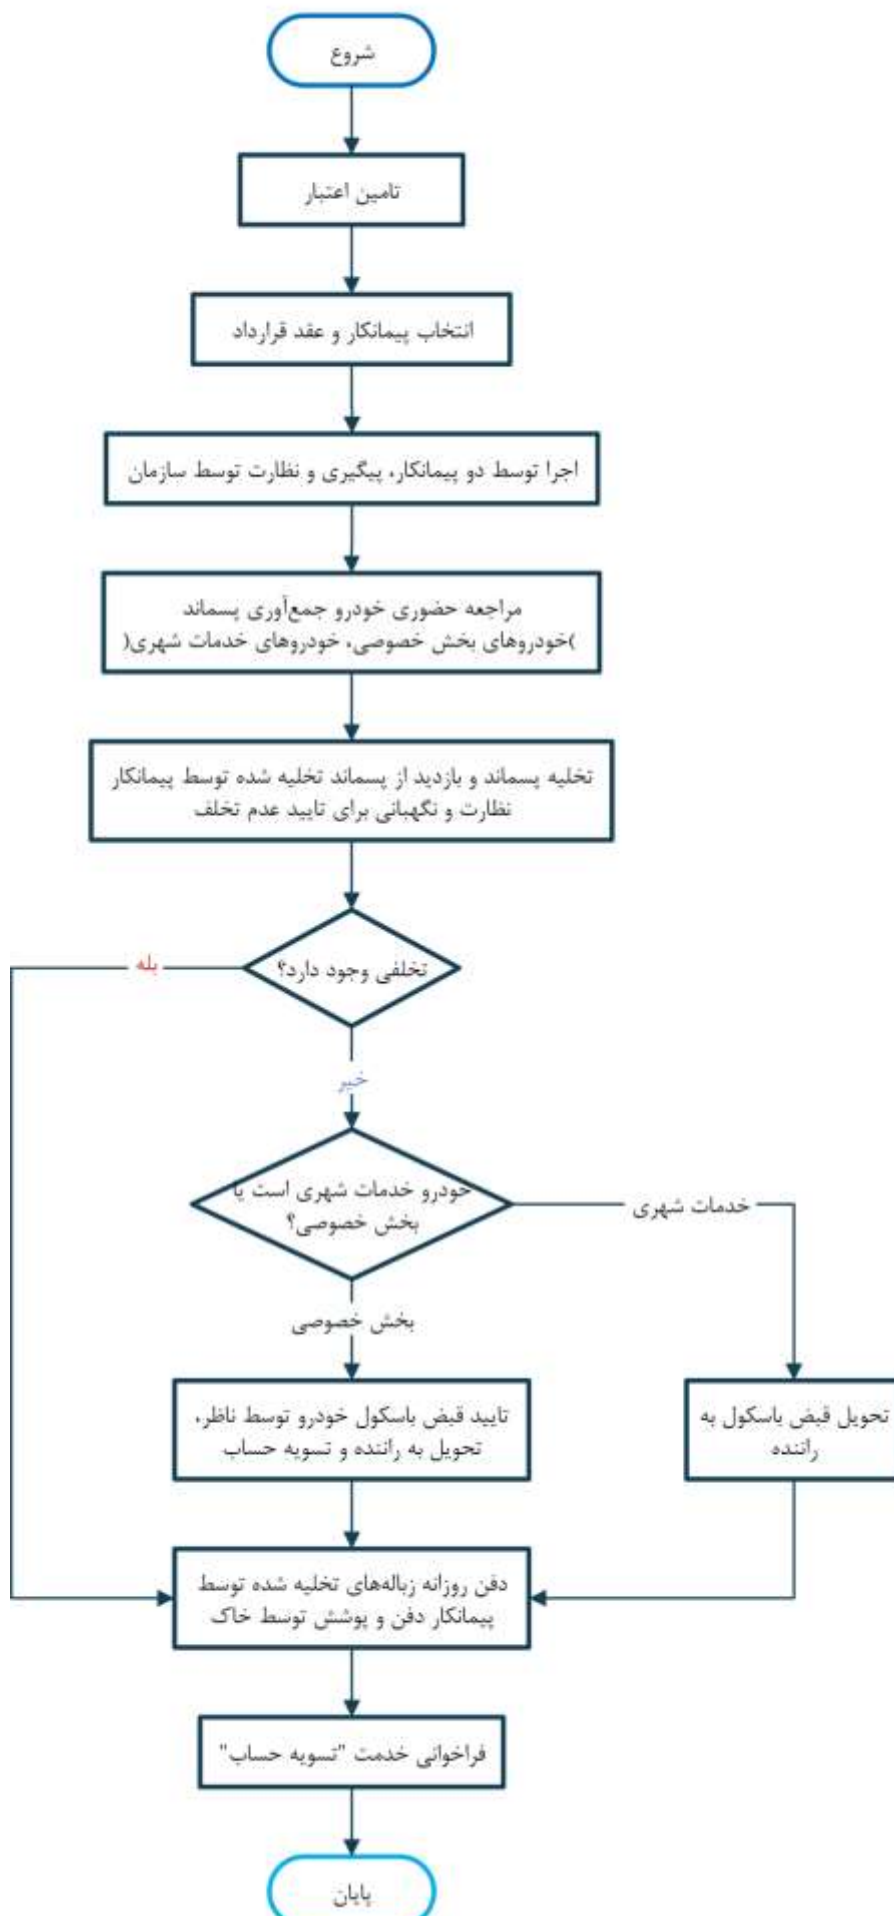 شروع
تامین اعتبار
انتخاب پیمانکار و عقد قرارداد
اجرا توسط دو پیمانکار، پیگیری و نظارت توسط سازمان
مراجعه حضوری خودرو جمع‌آوری پسماند
)خودروهای بخش خصوصی، خودروهای خدمات شهری(
تخلیه پسماند و بازدید از پسماند تخلیه شده توسط پیمانکار
نظارت و نگهبانی برای تایید عدم تخلف
تخلفی وجود دارد؟
بله
خیر
خودرو خدمات شهری است یا
بخش خصوصی؟
خدمات شهری
بخش خصوصی
تایید قبض باسکول خودرو توسط ناظر،
تحویل به راننده و تسویه حساب
تحویل قبض باسکول به
راننده
دفن روزانه زباله‌های تخلیه شده توسط
پیمانکار دفن و پوشش توسط خاک
فراخوانی خدمت "تسویه حساب"
پایان